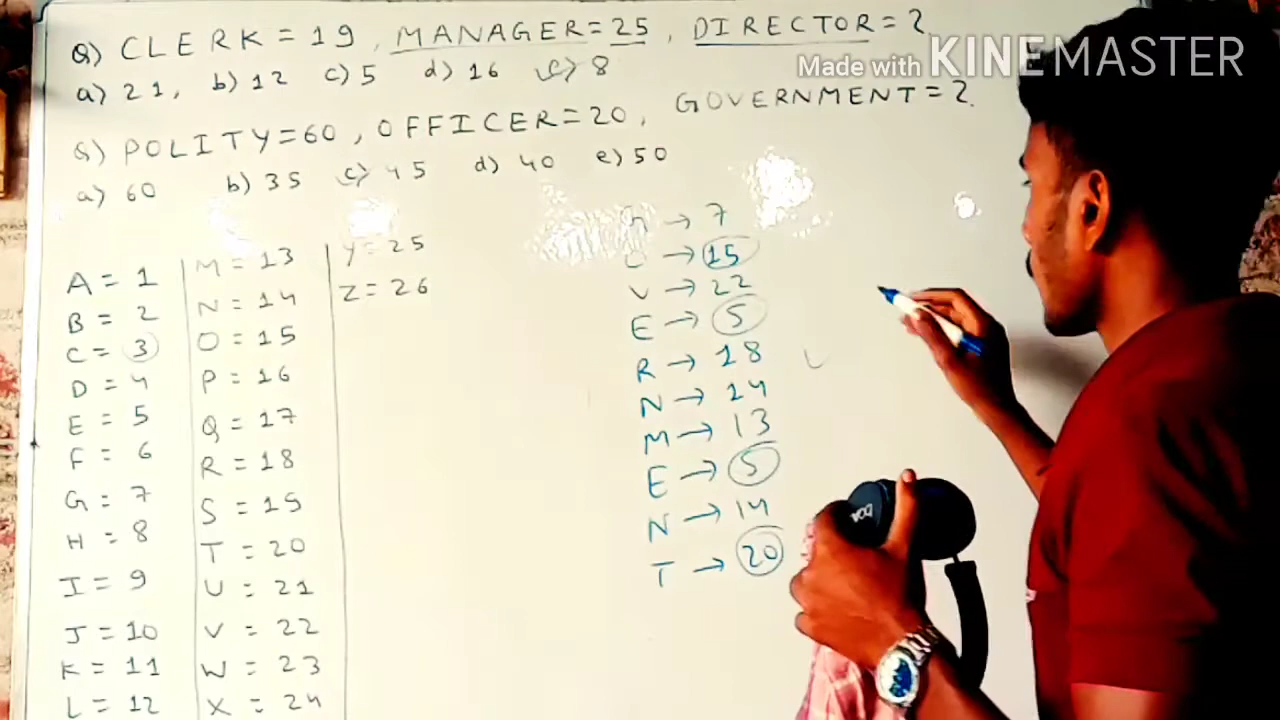 Q) CLERK = 19, MANAGER = 25, DIRECTOR = ?
a) 21, b) 12 c) 5 d) 16 e) 8
Q) POLITY = 60, OFFICER = 20, GOVERNMENT = ?
a) 60 b) 35 c) 45 d) 40 e) 50
A = 1
B = 2
C = 3
D = 4
E = 5
F = 6
G = 7
H = 8
I = 9
J = 10
K = 11
L = 12
M = 13
N = 14
O = 15
P = 16
Q = 17
R = 18
S = 19
T = 20
U = 21
V = 22
W = 23
X = 24
Y = 25
Z = 26
G → 7
O → 15
V → 22
E → 5
R → 18
N → 14
M → 13
E → 5
N → 14
T → 20
Made with KINEMASTER